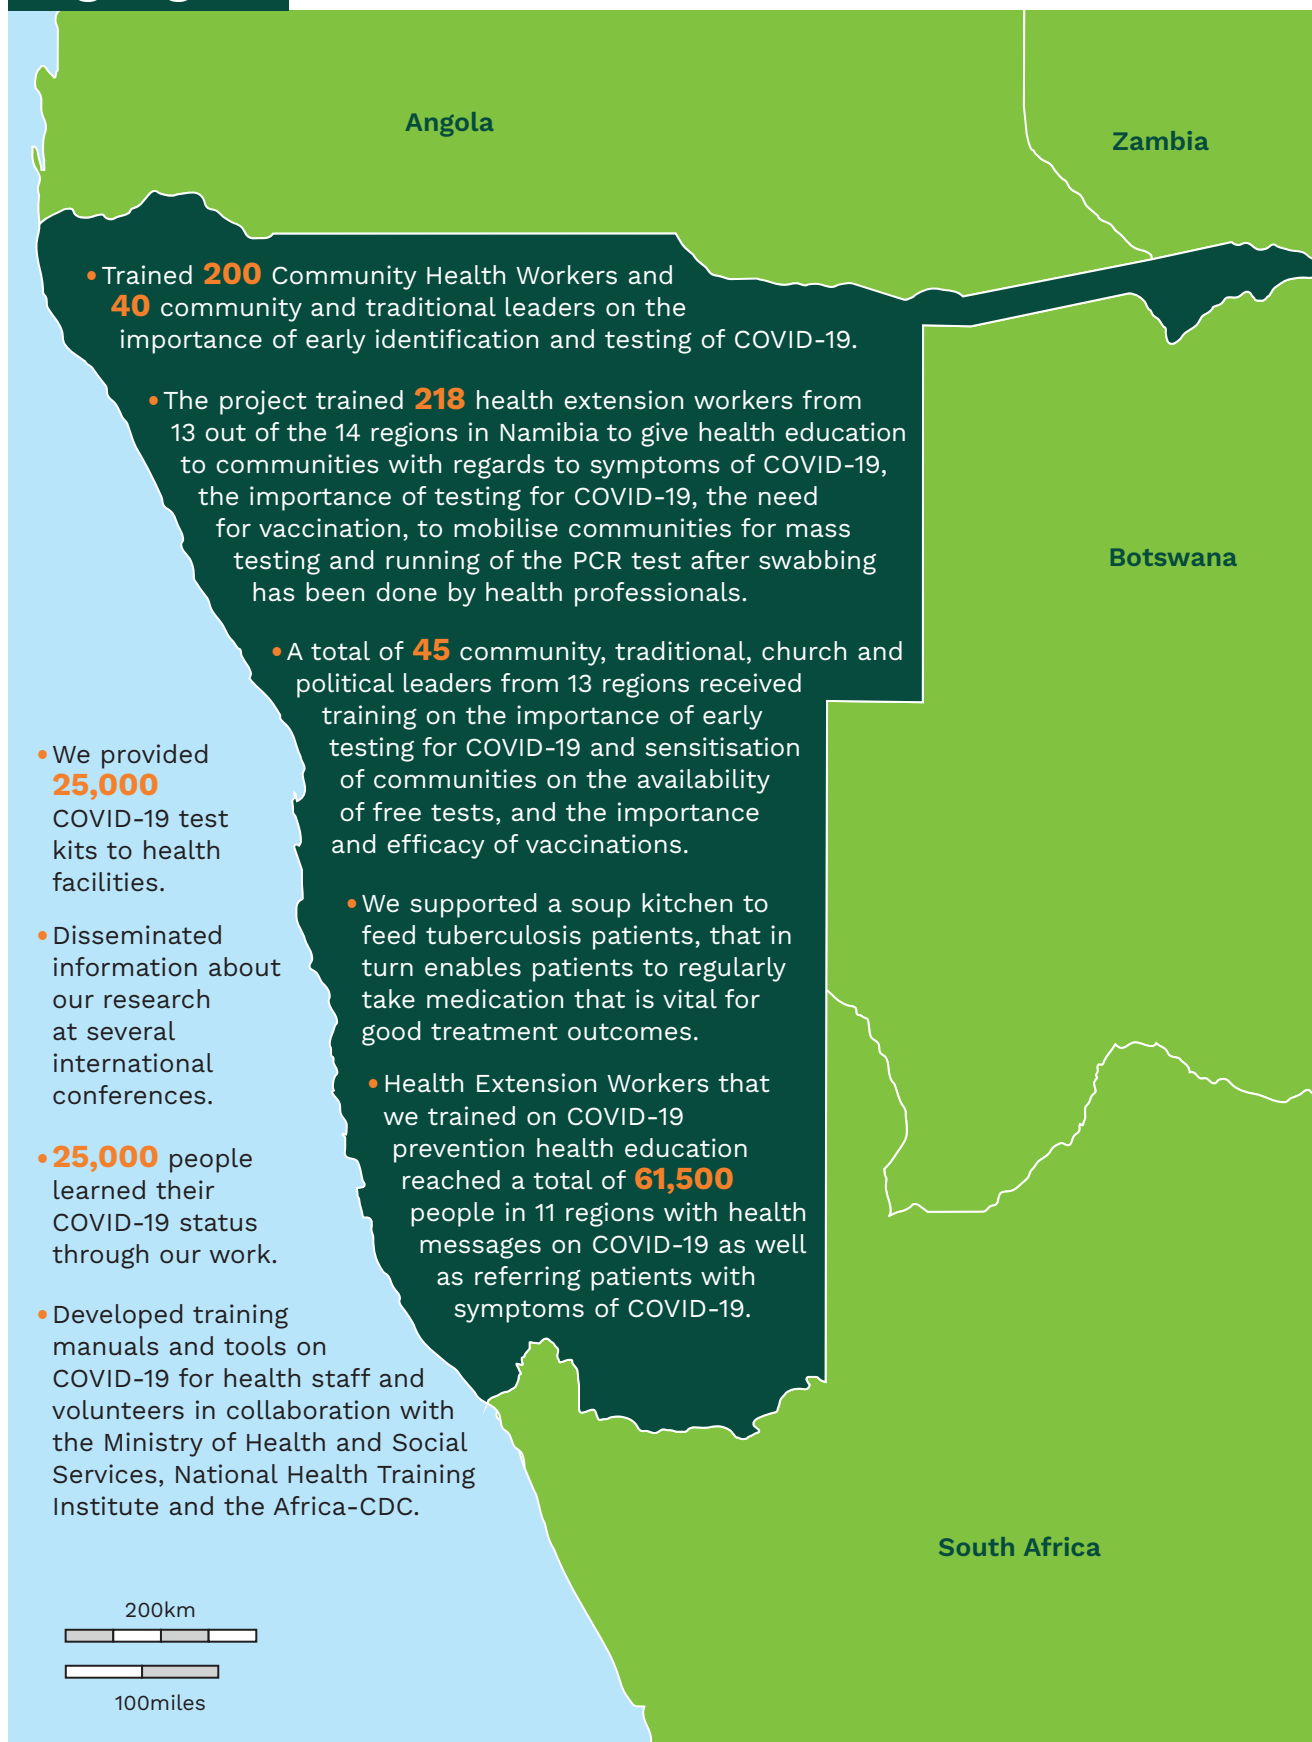 Angola
Zambia
• Trained 200 Community Health Workers and
40 community and traditional leaders on the
importance of early identification and testing of COVID-19.
• The project trained 218 health extension workers from
13 out of the 14 regions in Namibia to give health education
to communities with regards to symptoms of COVID-19,
the importance of testing for COVID-19, the need
for vaccination, to mobilise communities for mass
testing and running of the PCR test after swabbing
has been done by health professionals.
Botswana
• A total of 45 community, traditional, church and
political leaders from 13 regions received
training on the importance of early
testing for COVID-19 and sensitisation
of communities on the availability
of free tests, and the importance
and efficacy of vaccinations.
• We supported a soup kitchen to
feed tuberculosis patients, that in
turn enables patients to regularly
take medication that is vital for
good treatment outcomes.
• Health Extension Workers that
we trained on COVID-19
prevention health education
reached a total of 61,500
people in 11 regions with health
messages on COVID-19 as well
as referring patients with
symptoms of COVID-19.
• We provided
25,000
COVID-19 test
kits to health
facilities.
• Disseminated
information about
our research
at several
international
conferences.
• 25,000 people
learned their
COVID-19 status
through our work.
• Developed training
manuals and tools on
COVID-19 for health staff and
volunteers in collaboration with
the Ministry of Health and Social
Services, National Health Training
Institute and the Africa-CDC.
South Africa
200km
100miles